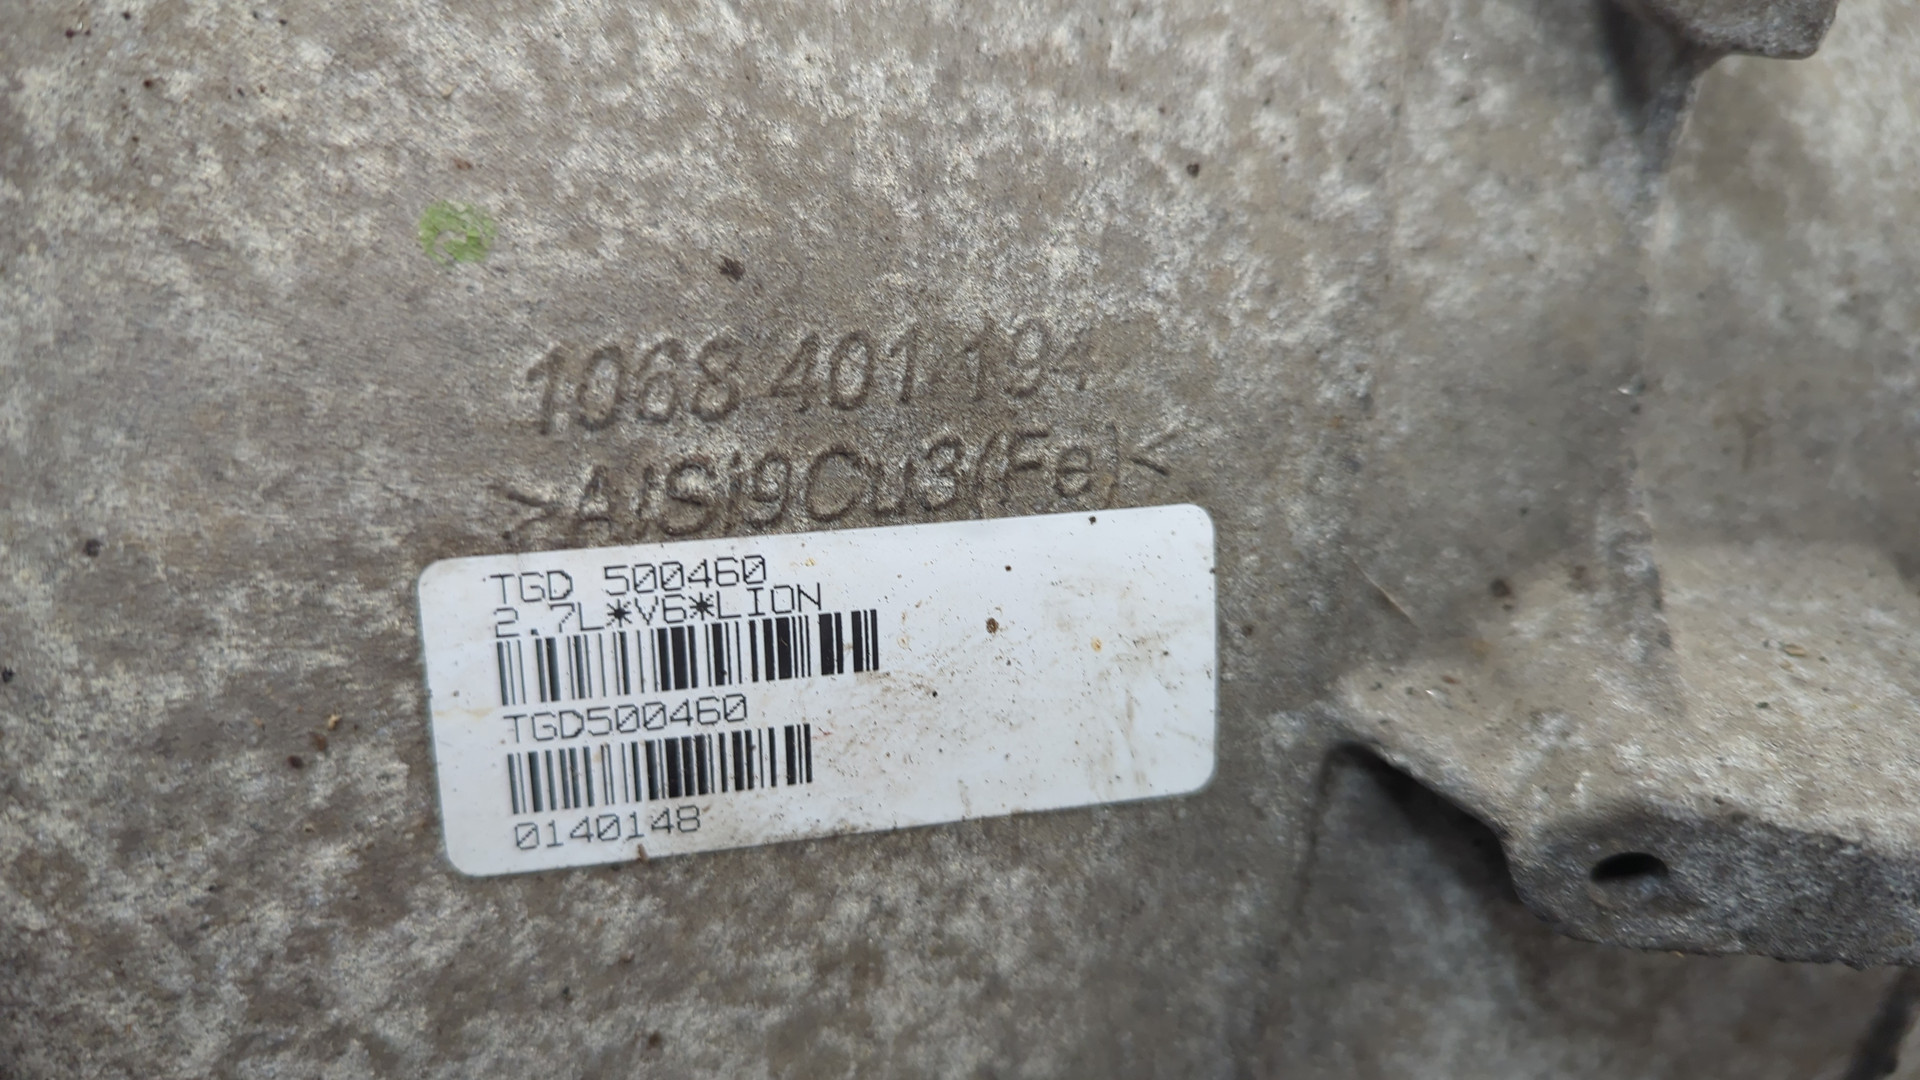 1068 401 194
>AlSi9Cu3(Fe)<
TGD 500460
2.7L*V6*LION
TGD500460
0140148